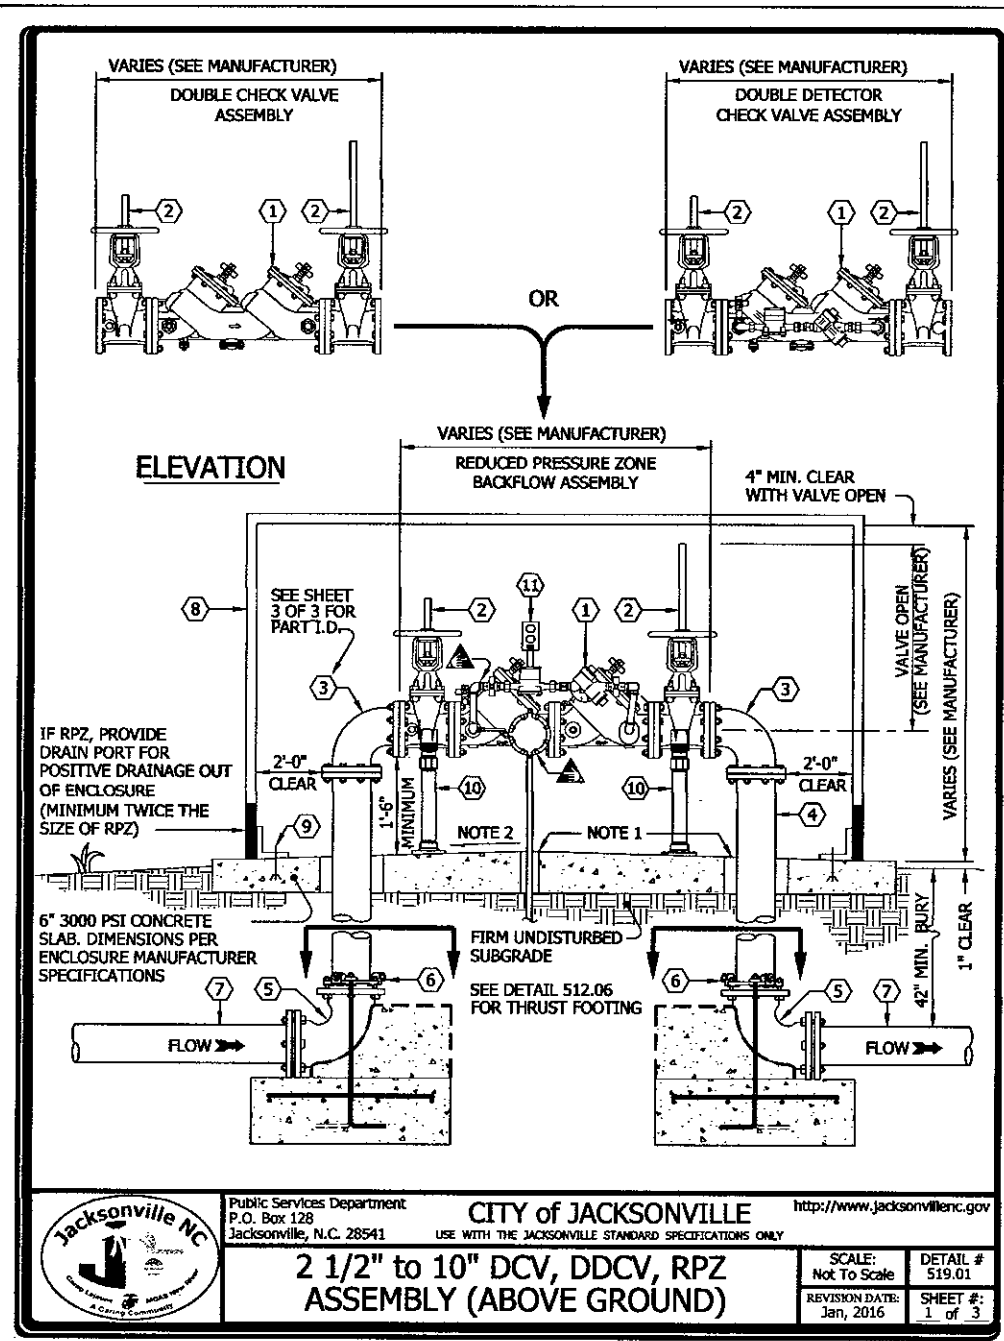 VARIES (SEE MANUFACTURER)
DOUBLE CHECK VALVE
ASSEMBLY
2
1
2
VARIES (SEE MANUFACTURER)
DOUBLE DETECTOR
CHECK VALVE ASSEMBLY
2
1
2
OR
VARIES (SEE MANUFACTURER)
REDUCED PRESSURE ZONE
BACKFLOW ASSEMBLY
ELEVATION
4" MIN. CLEAR
WITH VALVE OPEN
8
SEE SHEET
3 OF 3 FOR
PART I.D.
2
11
1
2
3
3
VALVE OPEN
(SEE MANUFACTURER)
VARIES (SEE MANUFACTURER)
IF RPZ, PROVIDE
DRAIN PORT FOR
POSITIVE DRAINAGE OUT
OF ENCLOSURE
(MINIMUM TWICE THE
SIZE OF RPZ)
2'-0"
CLEAR
1'-6"
MINIMUM
10
10
2'-0"
CLEAR
4
9
NOTE 2
NOTE 1
6" 3000 PSI CONCRETE
SLAB. DIMENSIONS PER
ENCLOSURE MANUFACTURER
SPECIFICATIONS
FIRM UNDISTURBED
SUBGRADE
SEE DETAIL 512.06
FOR THRUST FOOTING
42" MIN. BURY
1" CLEAR
7
5
6
6
5
7
FLOW
FLOW
Jacksonville NC
A Caring Community
Public Services Department
P.O. Box 128
Jacksonville, N.C. 28541
CITY of JACKSONVILLE
USE WITH THE JACKSONVILLE STANDARD SPECIFICATIONS ONLY
http://www.jacksonvillenc.gov
2 1/2" to 10" DCV, DDCV, RPZ
ASSEMBLY (ABOVE GROUND)
SCALE:
Not To Scale
DETAIL #
519.01
REVISION DATE:
Jan, 2016
SHEET #:
1 of 3